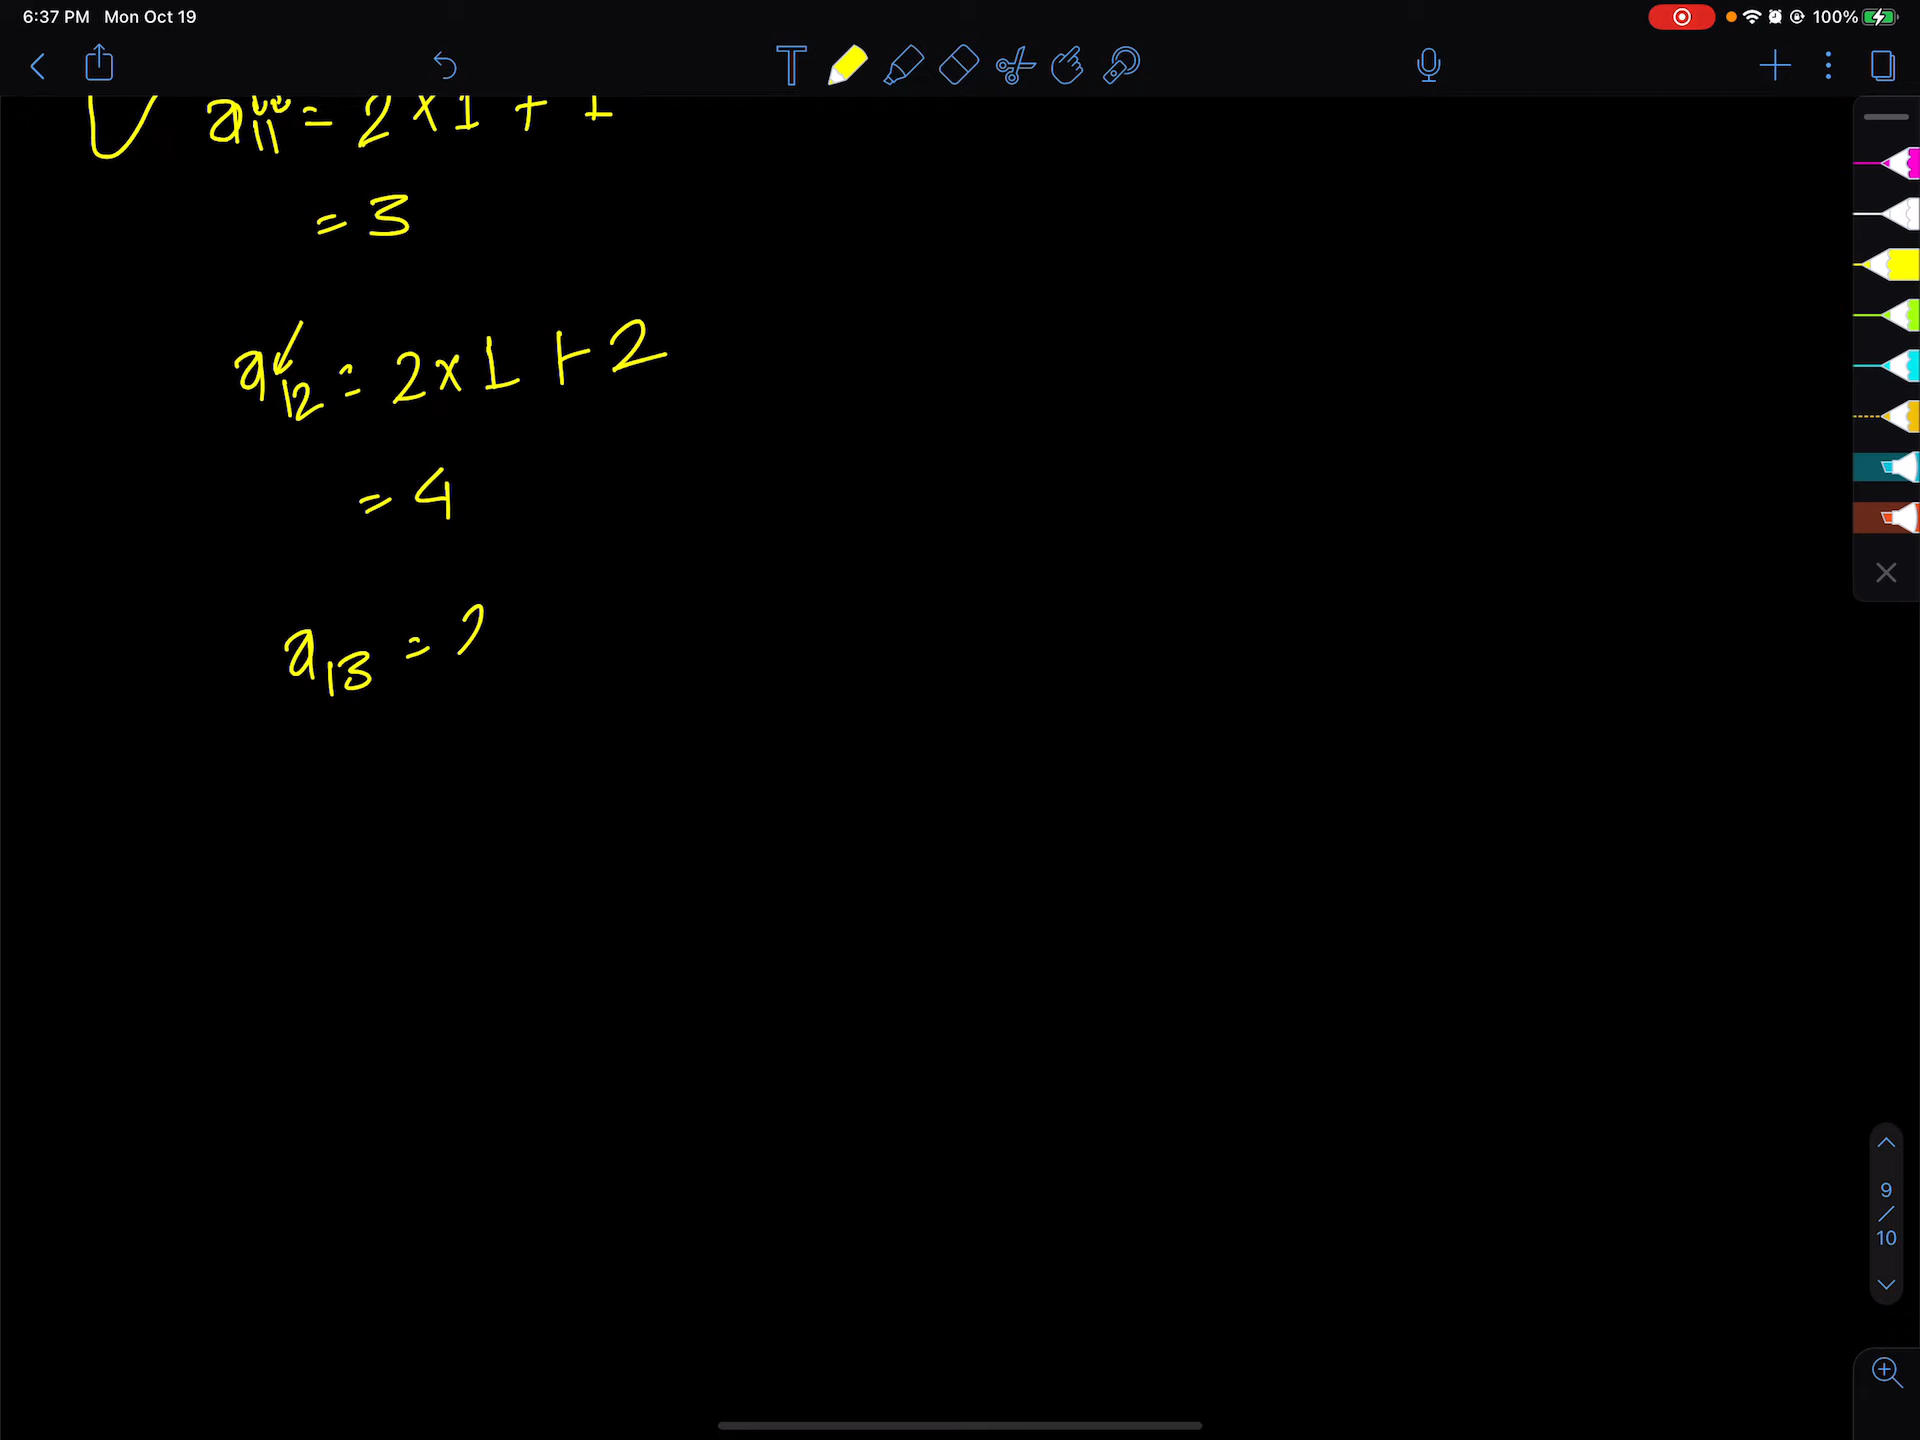 6:37 PM Mon Oct 19 100%
a₁₁ = 2 × 1 + 1
= 3
a₁₂ = 2 × 1 + 2
= 4
a₁₃ = 2
9
/
10